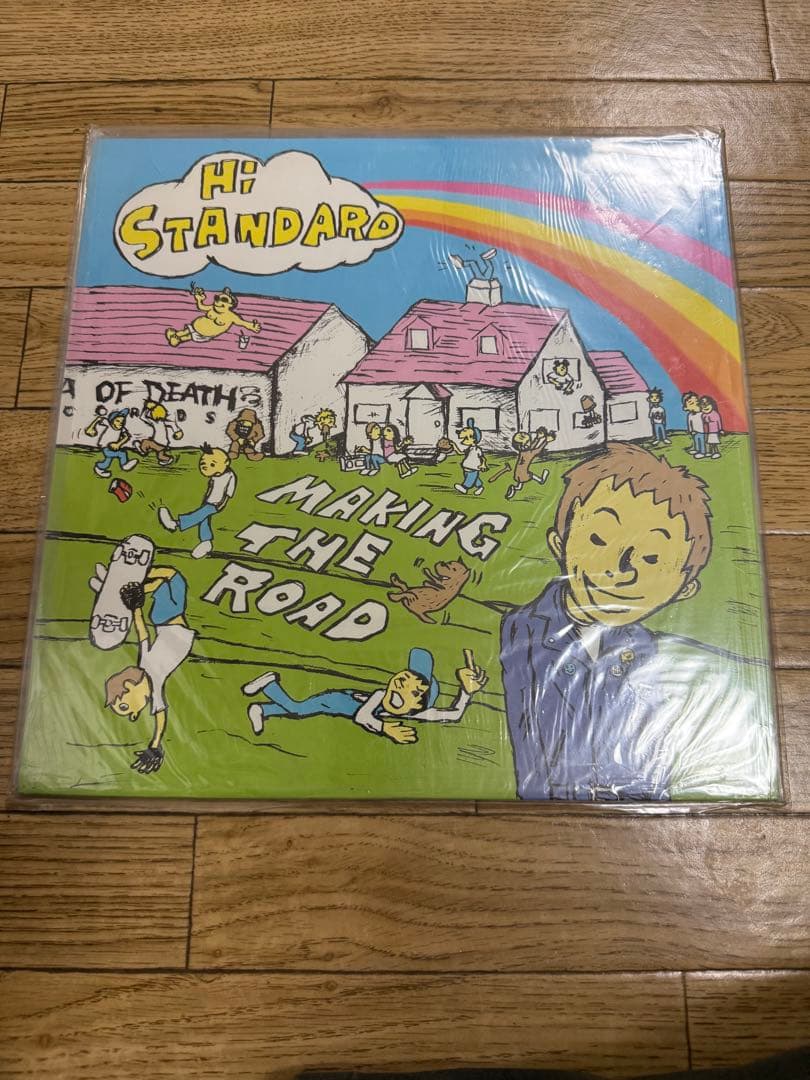 Hi
STANDARD
A OF DEATH
C O R D S
MAKING
THE
ROAD